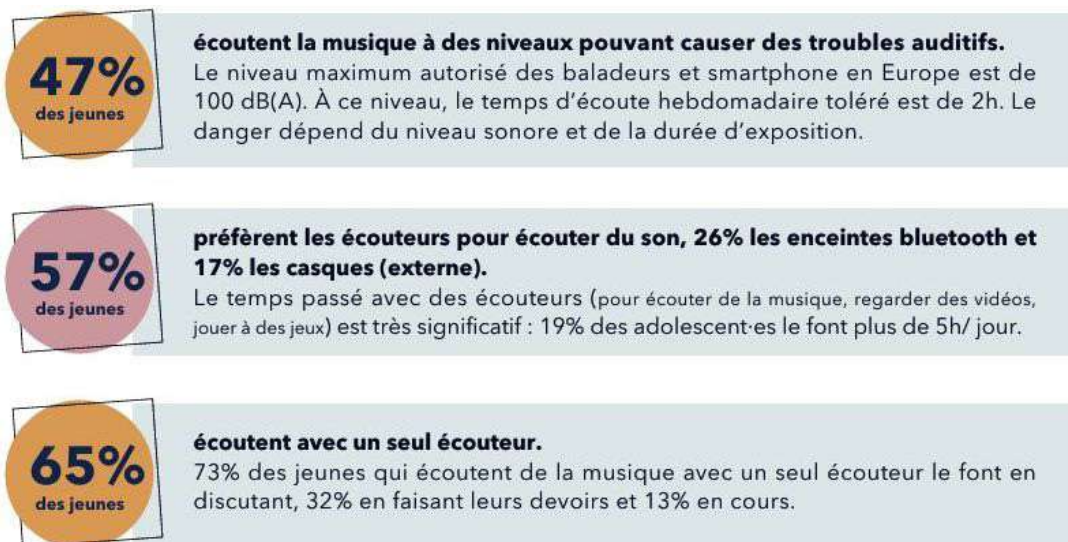 47%
des jeunes
écoutent la musique à des niveaux pouvant causer des troubles auditifs.
Le niveau maximum autorisé des baladeurs et smartphone en Europe est de
100 dB(A). À ce niveau, le temps d’écoute hebdomadaire toléré est de 2h. Le
danger dépend du niveau sonore et de la durée d’exposition.
57%
des jeunes
préfèrent les écouteurs pour écouter du son, 26% les enceintes bluetooth et
17% les casques (externe).
Le temps passé avec des écouteurs (pour écouter de la musique, regarder des vidéos,
jouer à des jeux) est très significatif : 19% des adolescent·es le font plus de 5h/ jour.
65%
des jeunes
écoutent avec un seul écouteur.
73% des jeunes qui écoutent de la musique avec un seul écouteur le font en
discutant, 32% en faisant leurs devoirs et 13% en cours.